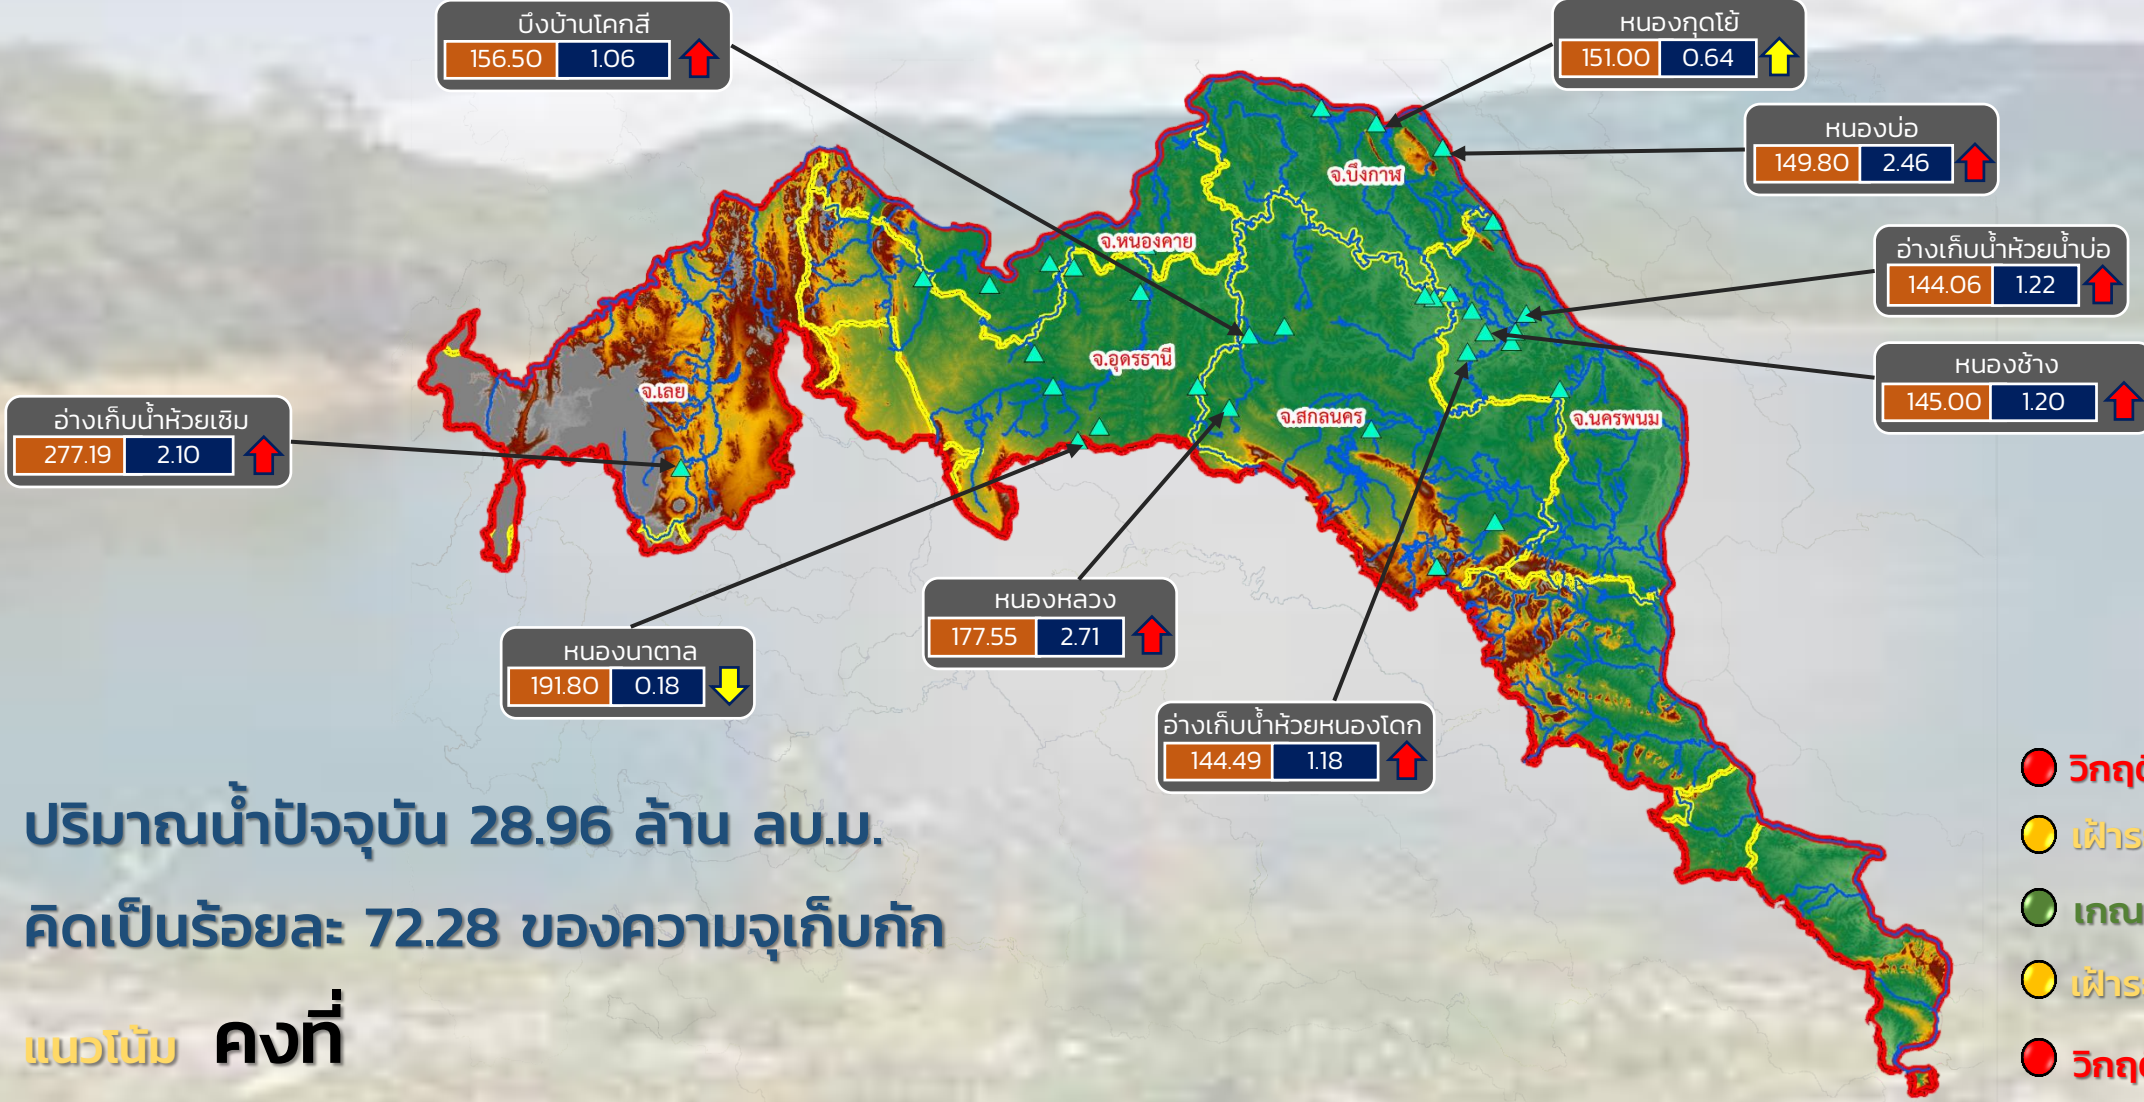 บึงบ้านโคกสี
156.50 1.06
หนองกุดโย้
151.00 0.64
หนองบ่อ
149.80 2.46
จ.บึงกาฬ
จ.หนองคาย
อ่างเก็บน้ำห้วยน้ำบ่อ
144.06 1.22
จ.อุดรธานี
หนองช้าง
145.00 1.20
จ.เลย
จ.สกลนคร
จ.นครพนม
อ่างเก็บน้ำห้วยเซิม
277.19 2.10
หนองหลวง
177.55 2.71
หนองนาตาล
191.80 0.18
อ่างเก็บน้ำห้วยหนองโดก
144.49 1.18
ปริมาณน้ำปัจจุบัน 28.96 ล้าน ลบ.ม.
คิดเป็นร้อยละ 72.28 ของความจุเก็บกัก
แนวโน้ม คงที่